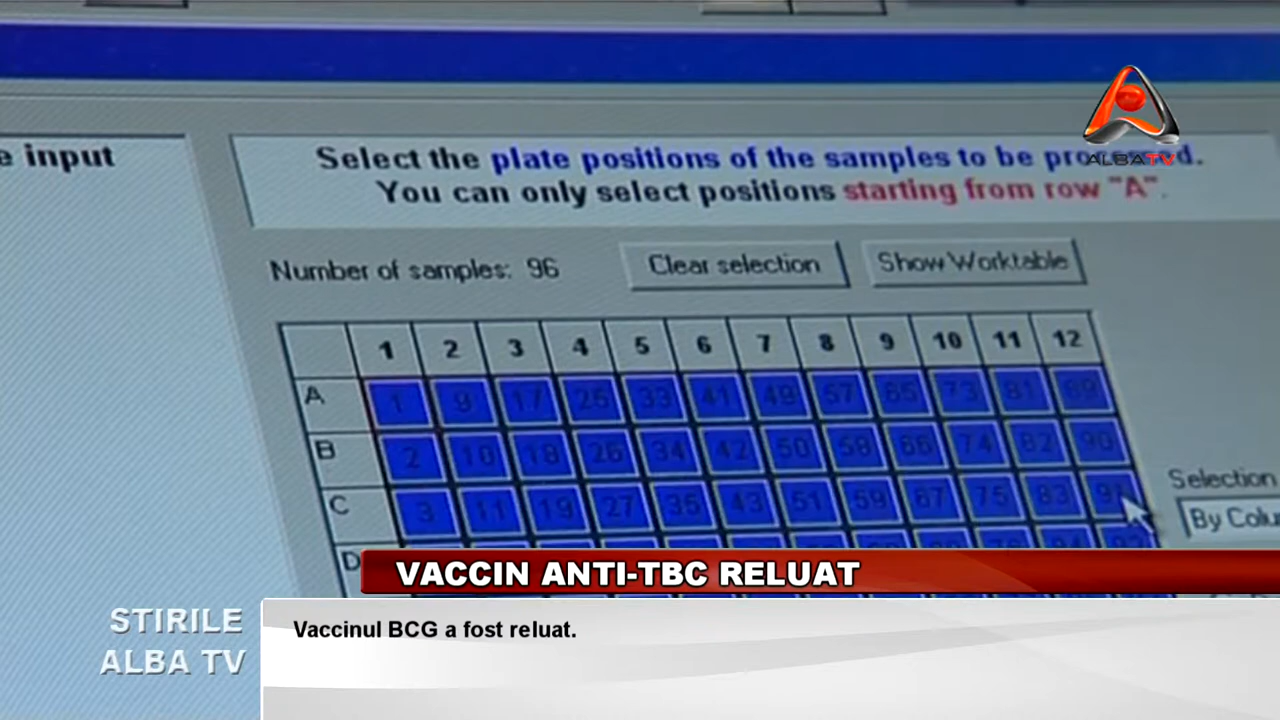 e input
Select the plate positions of the samples to be d.
You can only select positions starting from row "A".
ALBATV
Number of samples: 96
Clear selection
Show Worktable
1 2 3 4 5 6 7 8 9 10 11 12
A 1 9 17 25 33 41 49 57 65 73 81 89
B 2 10 18 26 34 42 50 58 66 74 82 90
C 3 11 19 27 35 43 51 59 67 75 83
Selection
By Colu
D
VACCIN ANTI-TBC RELUAT
STIRILE
ALBA TV
Vaccinul BCG a fost reluat.